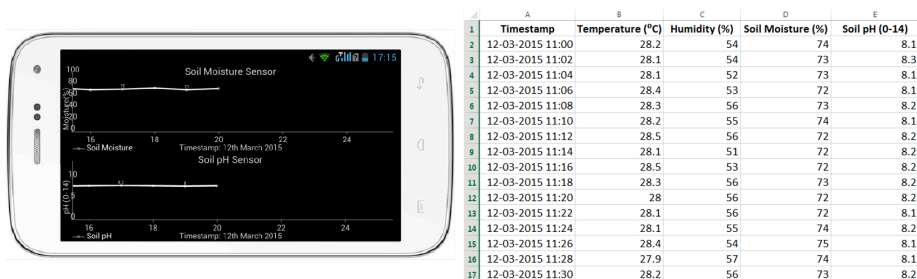 17:15
Soil Moisture Sensor
100
80
60
40
20
0
Moisture(%)
16 18 20 22 24
Soil Moisture
Timestamp: 12th March 2015
Soil pH Sensor
10
5
0
pH (0-14)
16 18 20 22 24
Soil pH
Timestamp: 12th March 2015
A B C D E
1 Timestamp Temperature (⁰C) Humidity (%) Soil Moisture (%) Soil pH (0-14)
2 12-03-2015 11:00 28.2 54 74 8.1
3 12-03-2015 11:02 28.1 54 73 8.3
4 12-03-2015 11:04 28.1 52 73 8.1
5 12-03-2015 11:06 28.4 53 72 8.1
6 12-03-2015 11:08 28.3 56 73 8.2
7 12-03-2015 11:10 28.2 55 74 8.1
8 12-03-2015 11:12 28.5 56 72 8.2
9 12-03-2015 11:14 28.1 51 72 8.2
10 12-03-2015 11:16 28.5 53 72 8.2
11 12-03-2015 11:18 28.3 56 73 8.2
12 12-03-2015 11:20 28 56 72 8.2
13 12-03-2015 11:22 28.1 56 72 8.1
14 12-03-2015 11:24 28.1 55 74 8.2
15 12-03-2015 11:26 28.4 54 75 8.1
16 12-03-2015 11:28 27.9 57 74 8.1
17 12-03-2015 11:30 28.2 56 73 8.2